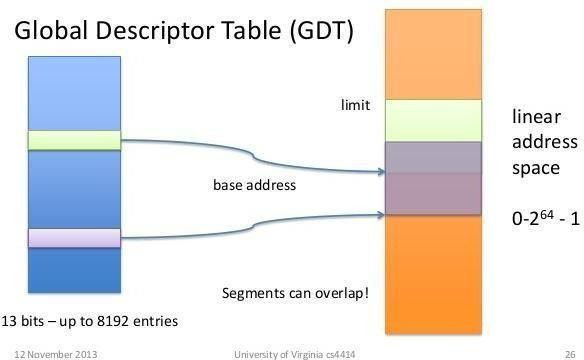 Global Descriptor Table (GDT)
limit
linear
address
space
base address
0-2⁶⁴ - 1
Segments can overlap!
13 bits – up to 8192 entries
12 November 2013
University of Virginia cs4414
26